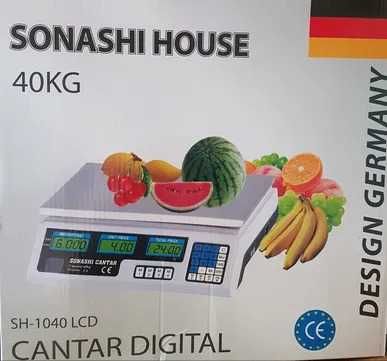 SONASHI HOUSE
40KG
DESIGN GERMANY
6.000 4.00 24.00
SONASHI CANTAR
CE
SH-1040 LCD
CANTAR DIGITAL
CE